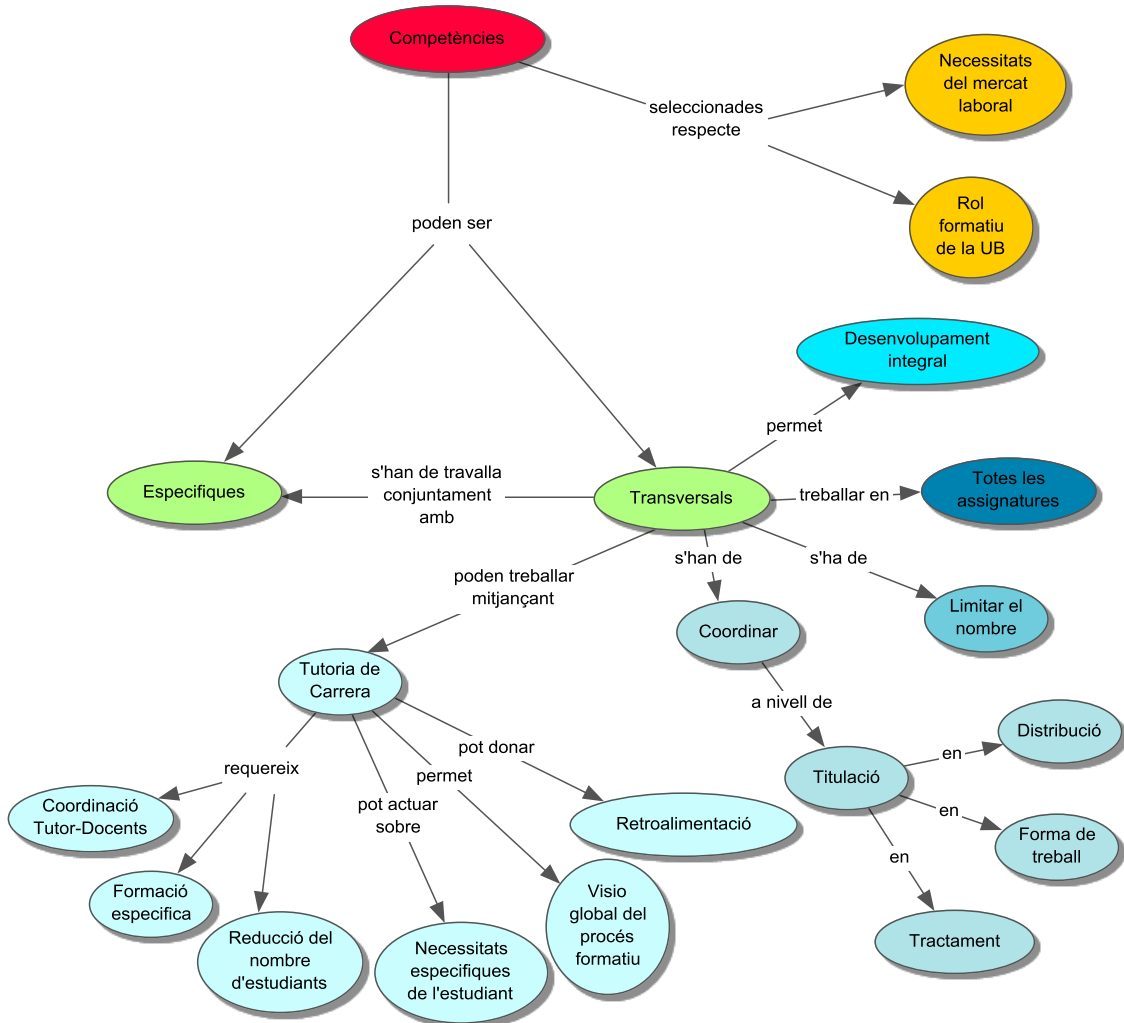 Competències
Necessitats
del mercat
laboral
seleccionades
respecte
Rol
formatiu
de la UB
poden ser
Desenvolupament
integral
permet
Especifiques
s'han de travalla
conjuntament
amb
Transversals
treballar en
Totes les
assignatures
s'han de
s'ha de
poden treballar
mitjançant
Coordinar
Limitar el
nombre
Tutoria de
Carrera
a nivell de
Distribució
en
pot donar
requereix
permet
Titulació
pot actuar
sobre
Coordinació
Tutor-Docents
Retroalimentació
en
Forma de
treball
en
Formació
especifica
Visio
global del
procés
formatiu
Reducció del
nombre
d'estudiants
Necessitats
especifiques
de l'estudiant
Tractament